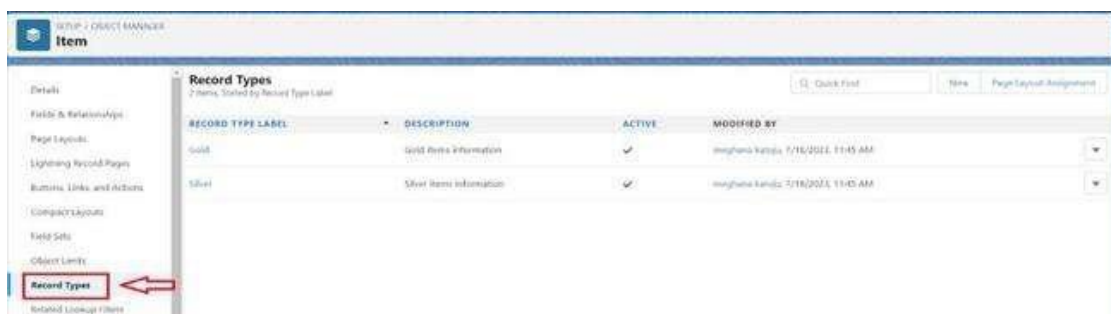 SETUP > OBJECT MANAGER
Item
Details
Fields & Relationships
Page Layouts
Lightning Record Pages
Buttons, Links, and Actions
Compact Layouts
Field Sets
Object Limits
Record Types
Related Lookup Filters
Record Types
2 Items, Sorted by Record Type Label
Quick Find
New
Page Layout Assignment
RECORD TYPE LABEL DESCRIPTION ACTIVE MODIFIED BY
Gold Gold items information 7/16/2023, 11:45 AM
Silver Silver items information 7/16/2023, 11:45 AM